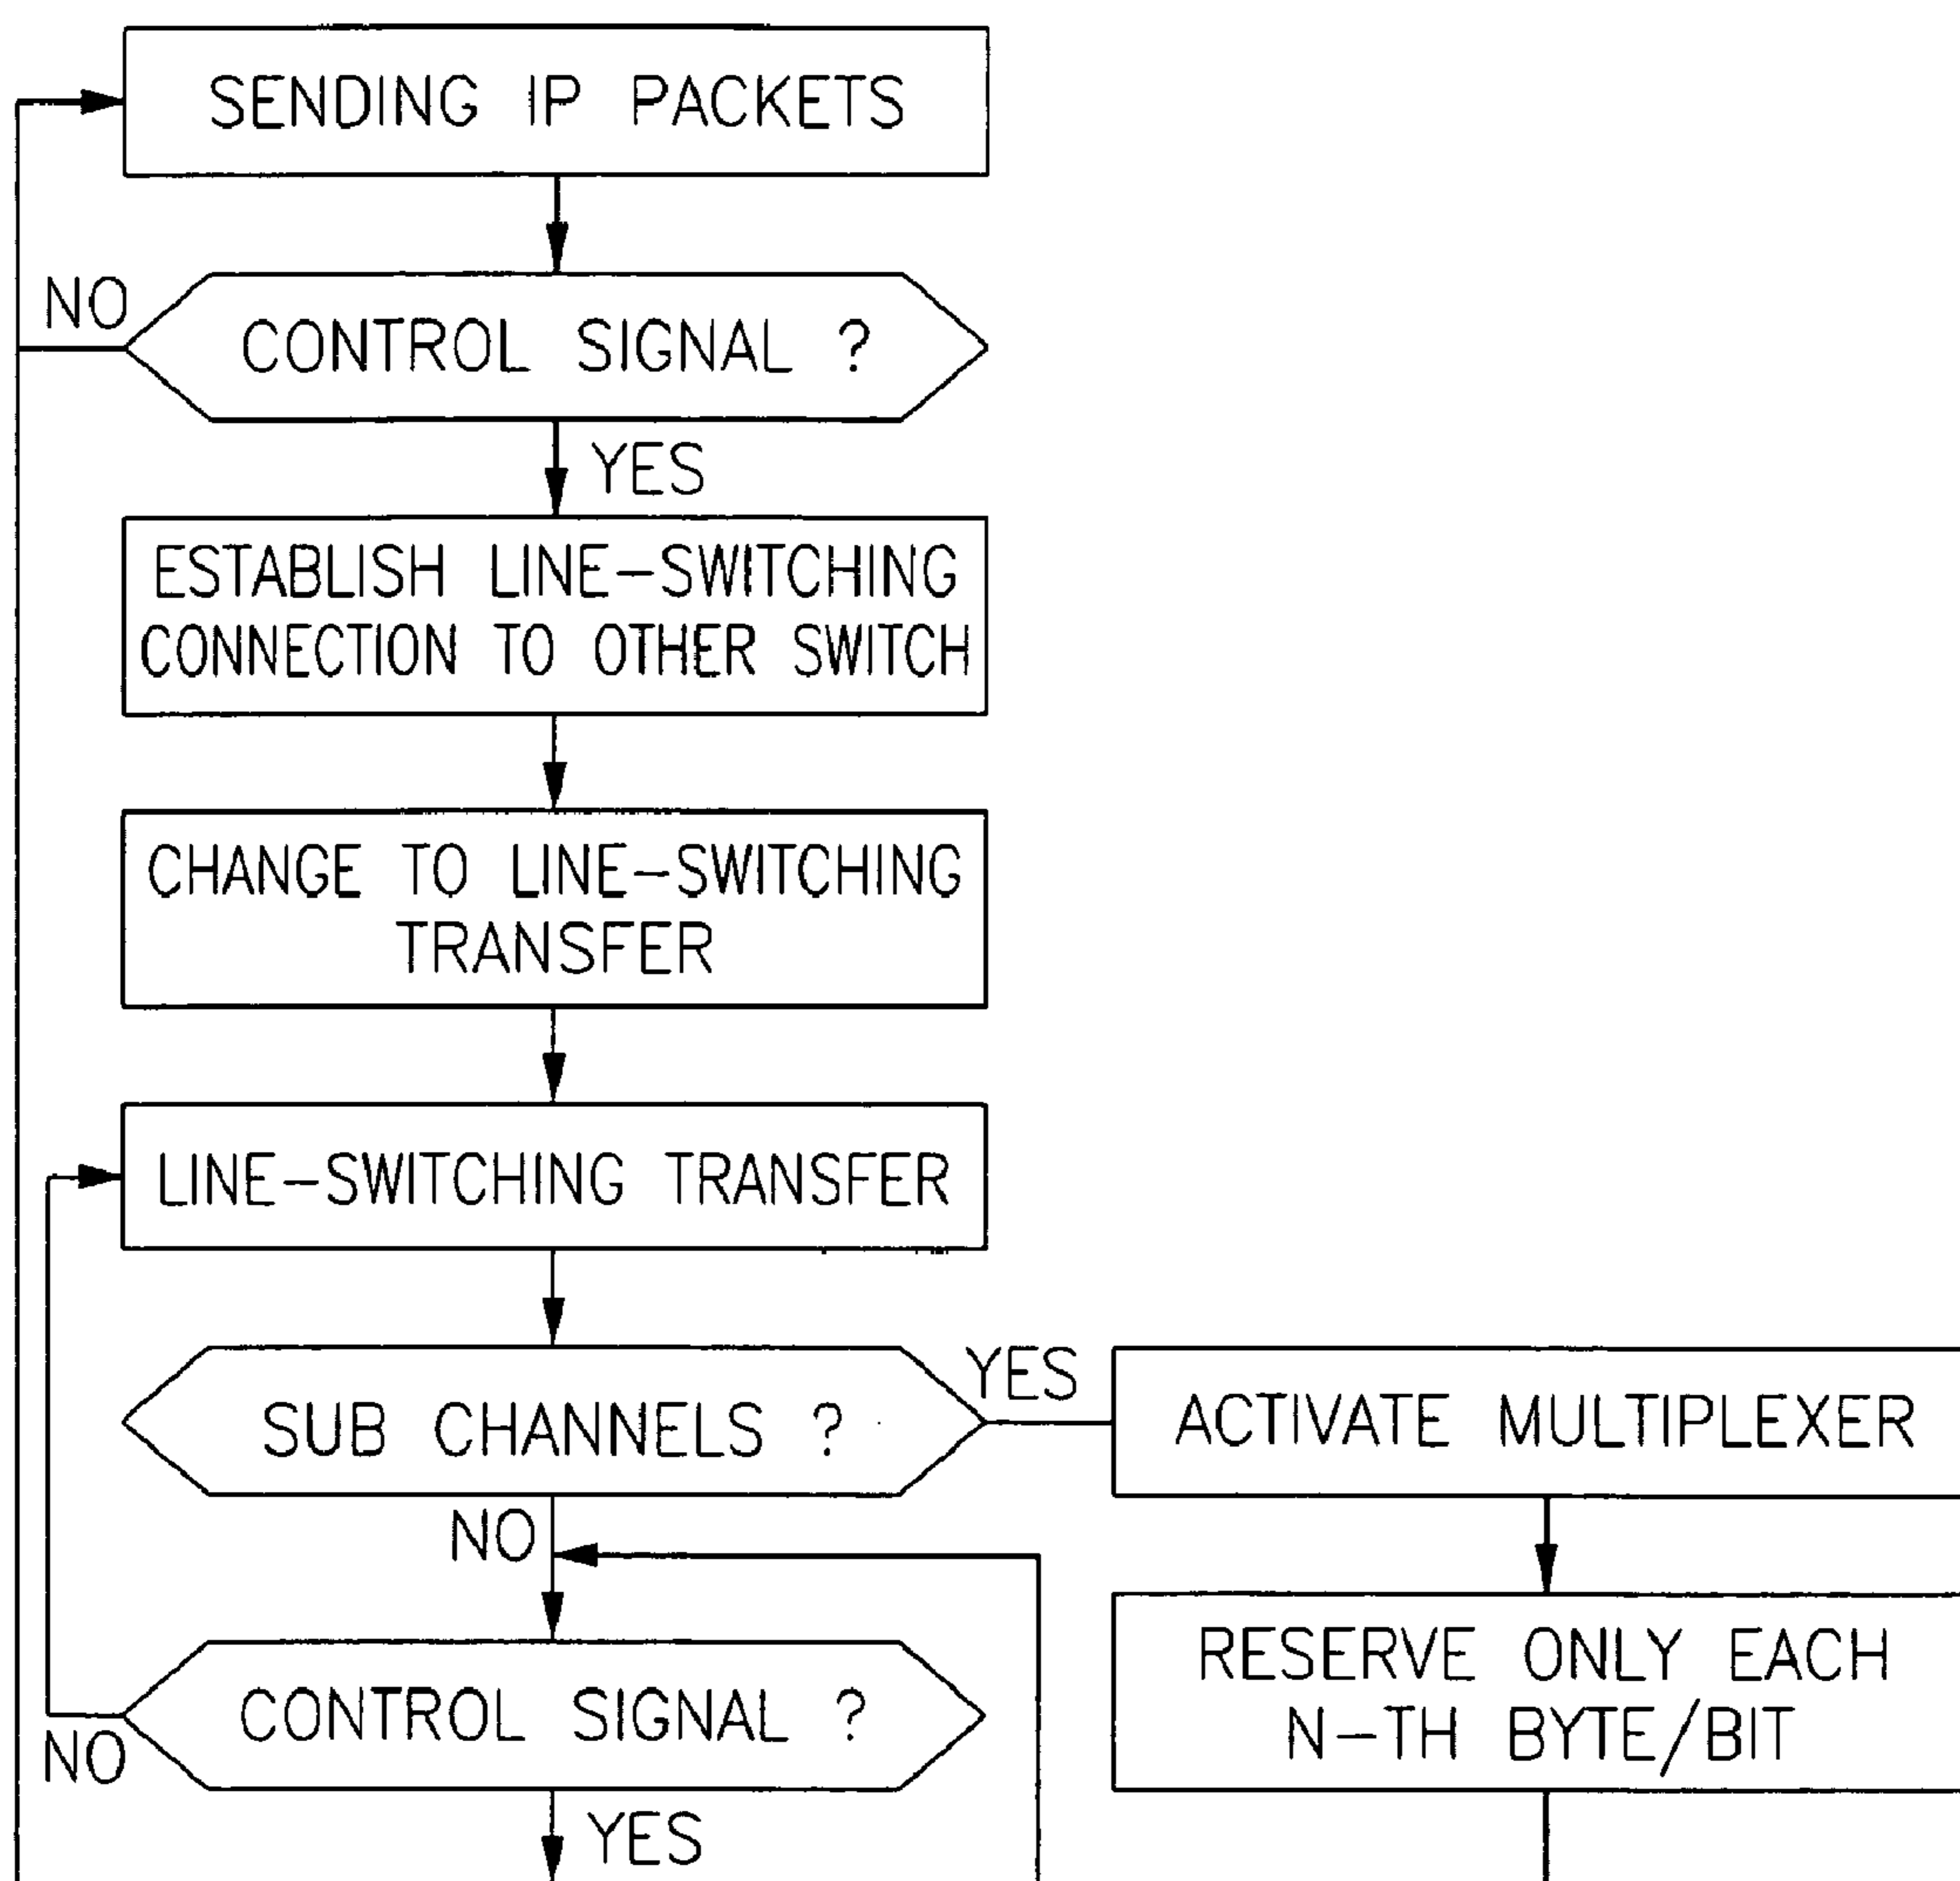 SENDING IP PACKETS
NO
CONTROL SIGNAL ?
YES
ESTABLISH LINE-SWITCHING
CONNECTION TO OTHER SWITCH
CHANGE TO LINE-SWITCHING
TRANSFER
LINE-SWITCHING TRANSFER
SUB CHANNELS ?
YES
ACTIVATE MULTIPLEXER
NO
RESERVE ONLY EACH
N-TH BYTE/BIT
CONTROL SIGNAL ?
NO
YES